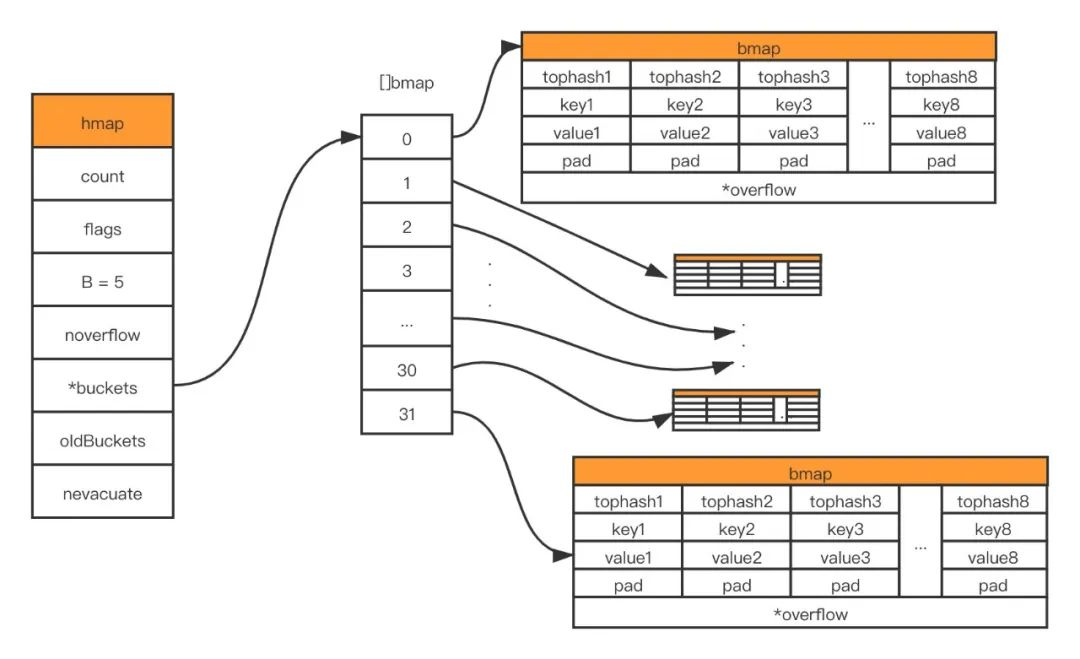 hmap
count
flags
B = 5
noverflow
*buckets
oldBuckets
nevacuate
[]bmap
0
1
2
3
...
30
31
bmap
tophash1 tophash2 tophash3 ... tophash8
key1 key2 key3 key8
value1 value2 value3 value8
pad pad pad pad
*overflow
bmap
tophash1 tophash2 tophash3 ... tophash8
key1 key2 key3 key8
value1 value2 value3 value8
pad pad pad pad
*overflow